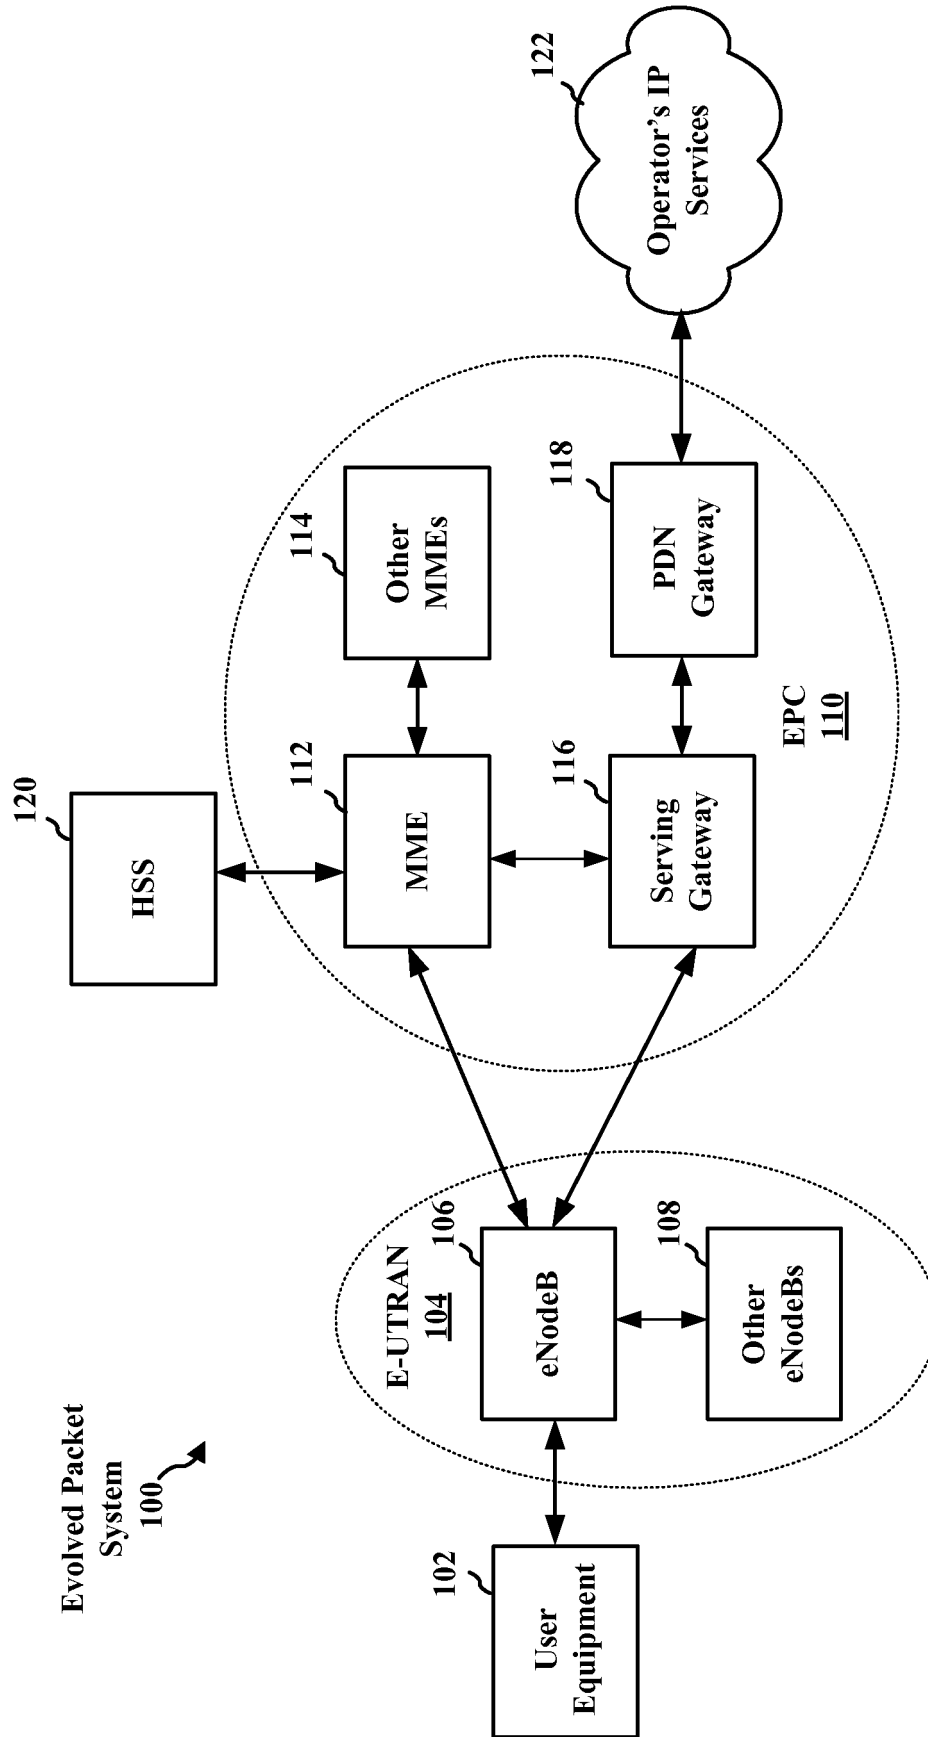 Evolved Packet
System
100
120
HSS
E-UTRAN
104
102
User
Equipment
106
eNodeB
108
Other
eNodeBs
112
MME
114
Other
MMEs
116
Serving
Gateway
118
PDN
Gateway
EPC
110
122
Operator's IP
Services